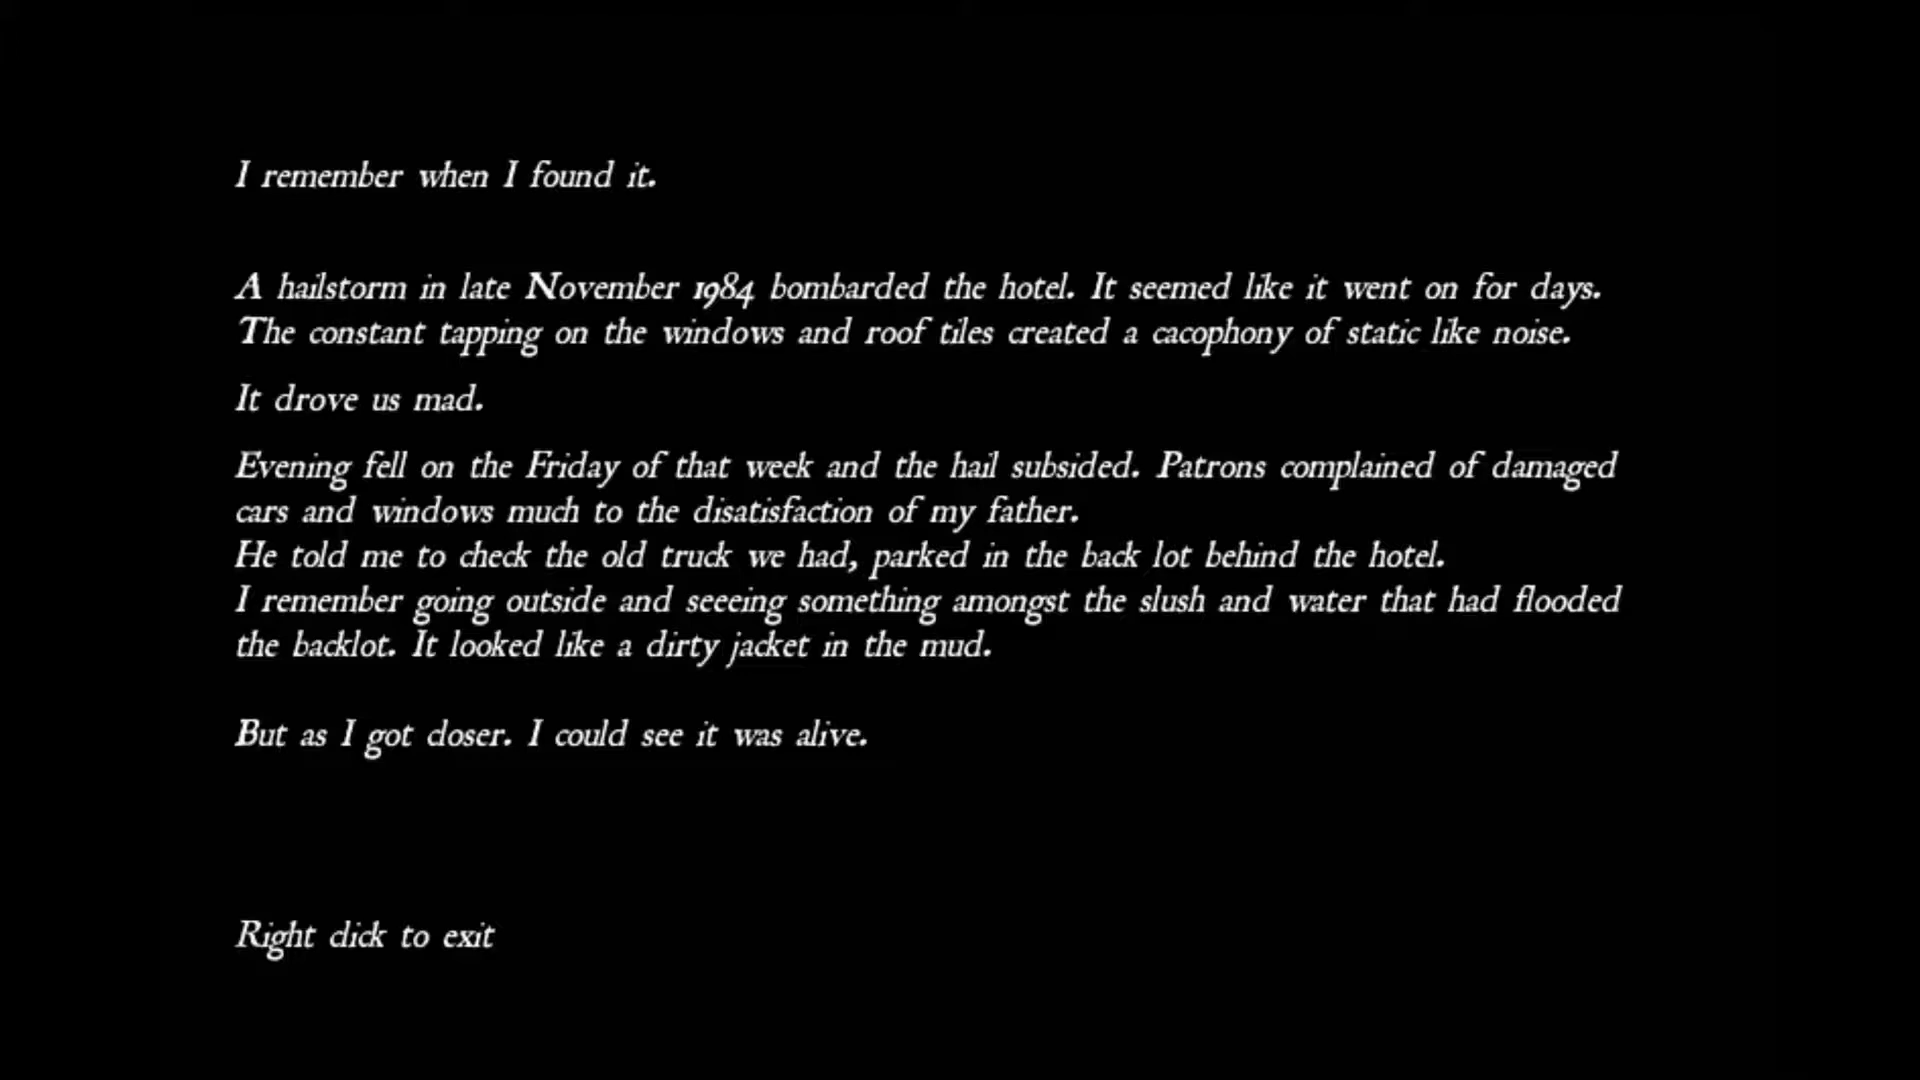 I remember when I found it.
A hailstorm in late November 1984 bombarded the hotel. It seemed like it went on for days.
The constant tapping on the windows and roof tiles created a cacophony of static like noise.
It drove us mad.
Evening fell on the Friday of that week and the hail subsided. Patrons complained of damaged
cars and windows much to the disatisfaction of my father.
He told me to check the old truck we had, parked in the back lot behind the hotel.
I remember going outside and seeeing something amongst the slush and water that had flooded
the backlot. It looked like a dirty jacket in the mud.
But as I got closer. I could see it was alive.
Right click to exit